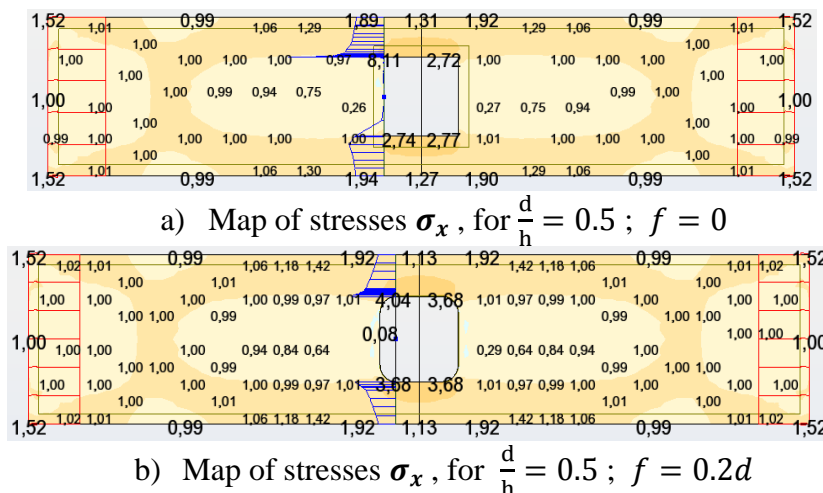 1,52 0,99 1,89 1,31 1,92 0,99 1,52
1,01 1,06 1,29 1,29 1,06 1,01
1,00 1,00
1,00 1,00 1,00 1,00 0,97 8,11 2,72 1,00 1,00 1,00 1,00 1,00
1,00 1,00
1,00 1,00 0,99 0,94 0,75 0,99 1,00 1,00
1,00 0,26 0,27 0,75 0,94 1,00
1,00 1,00
0,99 1,00 1,00 1,00 1,00 1,00 2,74 2,77 1,01 1,00 1,00 1,00 1,00 0,99
1,00 1,00
1,01 1,06 1,30 1,29 1,06 1,01
1,52 0,99 1,94 1,27 1,90 0,99 1,52
a) Map of stresses σx , for d/h = 0.5 ; f = 0
1,52 0,99 1,92 1,13 1,92 0,99 1,52
1,02 1,01 1,06 1,18 1,42 1,42 1,18 1,06 1,01 1,02
1,01 1,01
1,00 1,00 1,00 1,00 0,99 0,97 1,01 4,04 3,68 1,01 0,97 0,99 1,00 1,00 1,00 1,00
1,00 1,00 0,99 0,99 1,00 1,00
1,00 0,08 1,00 1,00 1,00
1,00 1,00 1,00 0,94 0,84 0,64 0,29 0,64 0,84 0,94 1,00 1,00
0,99 0,99
1,00 1,00 1,00 1,00 0,99 0,97 1,01 3,68 3,68 1,01 0,97 0,99 1,00 1,00 1,00 1,00
1,00 1,01 1,01 1,00
1,02 1,01 1,06 1,18 1,42 1,42 1,18 1,06 1,01 1,02
1,52 0,99 1,92 1,13 1,92 0,99 1,52
b) Map of stresses σx , for d/h = 0.5 ; f = 0.2d